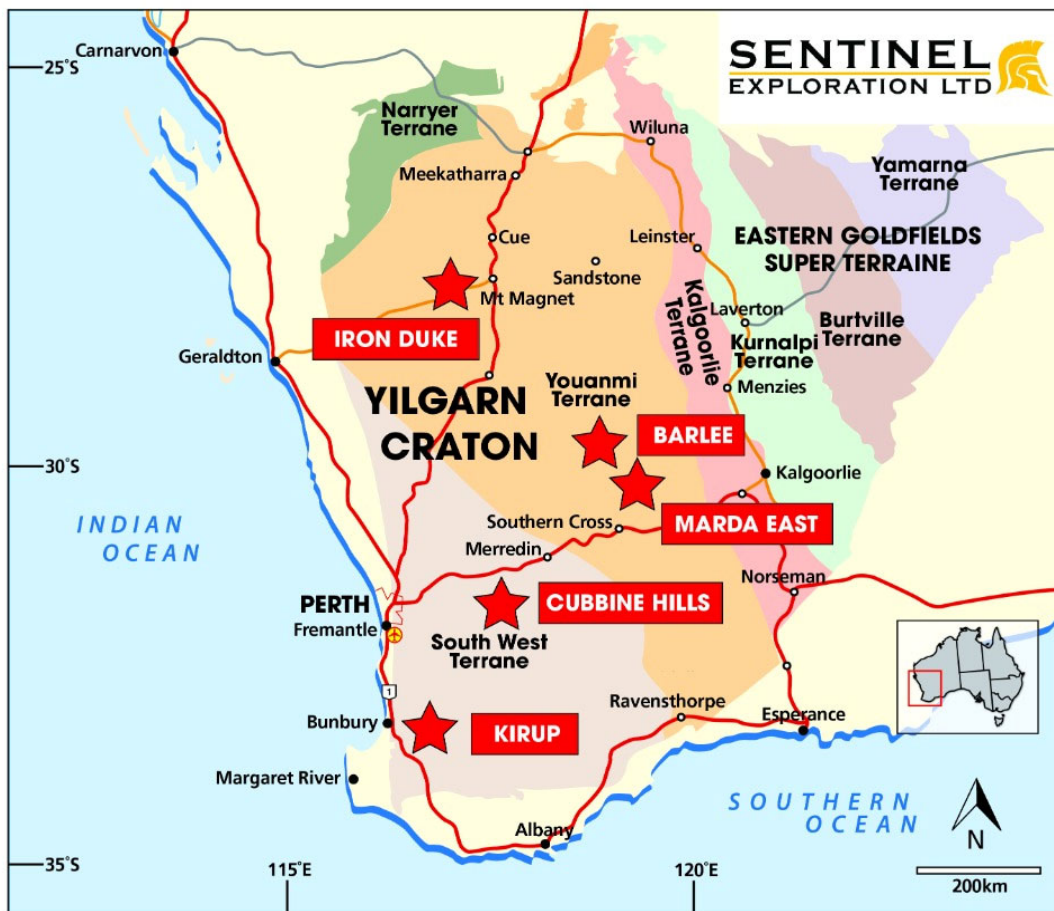 SENTINEL
EXPLORATION LTD
Carnarvon
25°S
Narryer
Terrane
Wiluna
Meekatharra
Yamarna
Terrane
Cue
Leinster
EASTERN GOLDFIELDS
SUPER TERRAINE
Sandstone
Mt Magnet
Kalgoorlie
Terrane
Laverton
Burtville
Terrane
IRON DUKE
Kurnalpi
Terrane
Geraldton
Youanmi
Terrane
Menzies
YILGARN
CRATON
BARLEE
30°S
Kalgoorlie
INDIAN
OCEAN
Southern Cross
MARDA EAST
Merredin
Norseman
PERTH
Fremantle
CUBBINE HILLS
South West
Terrane
1
Ravensthorpe
Esperance
Bunbury
KIRUP
Margaret River
SOUTHERN
OCEAN
Albany
N
35°S
115°E
120°E
200km